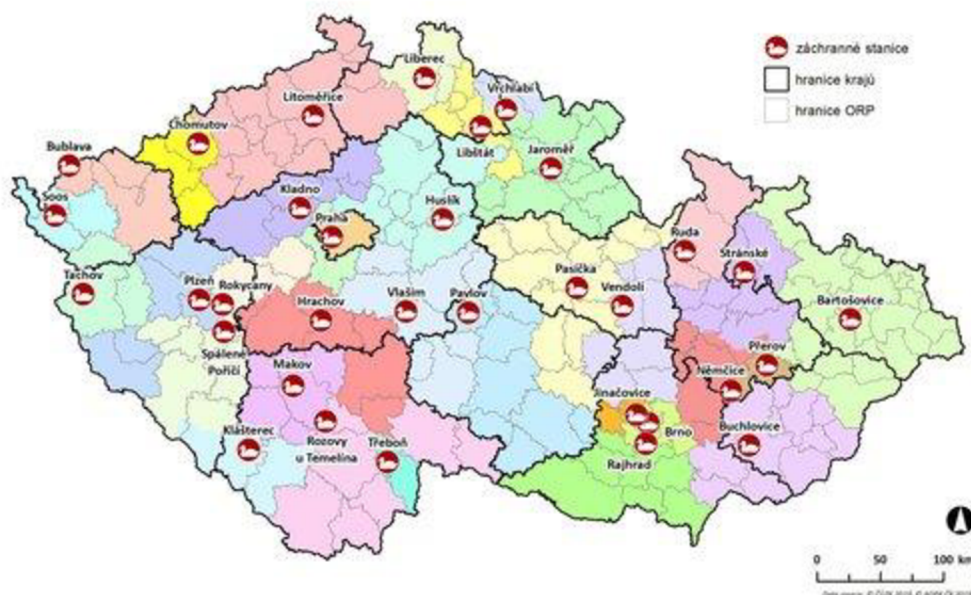 záchranné stanice
hranice krajů
hranice ORP
Liberec
Vrchlabí
Litoměřice
Chomutov
Libštát
Jaroměř
Bublava
Kladno
Soos
Praha
Huslík
Ruda
Stránské
Tachov
Plzeň
Rokycany
Pasíčka
Hrachov
Vlašim
Pavlov
Vendolí
Bartošovice
Spálené
Poříčí
Makov
Přerov
Němčice
Jinačovice
Klášterec
Rozovy
u Temelína
Třeboň
Brno
Buchlovice
Rajhrad
0 50 100 km